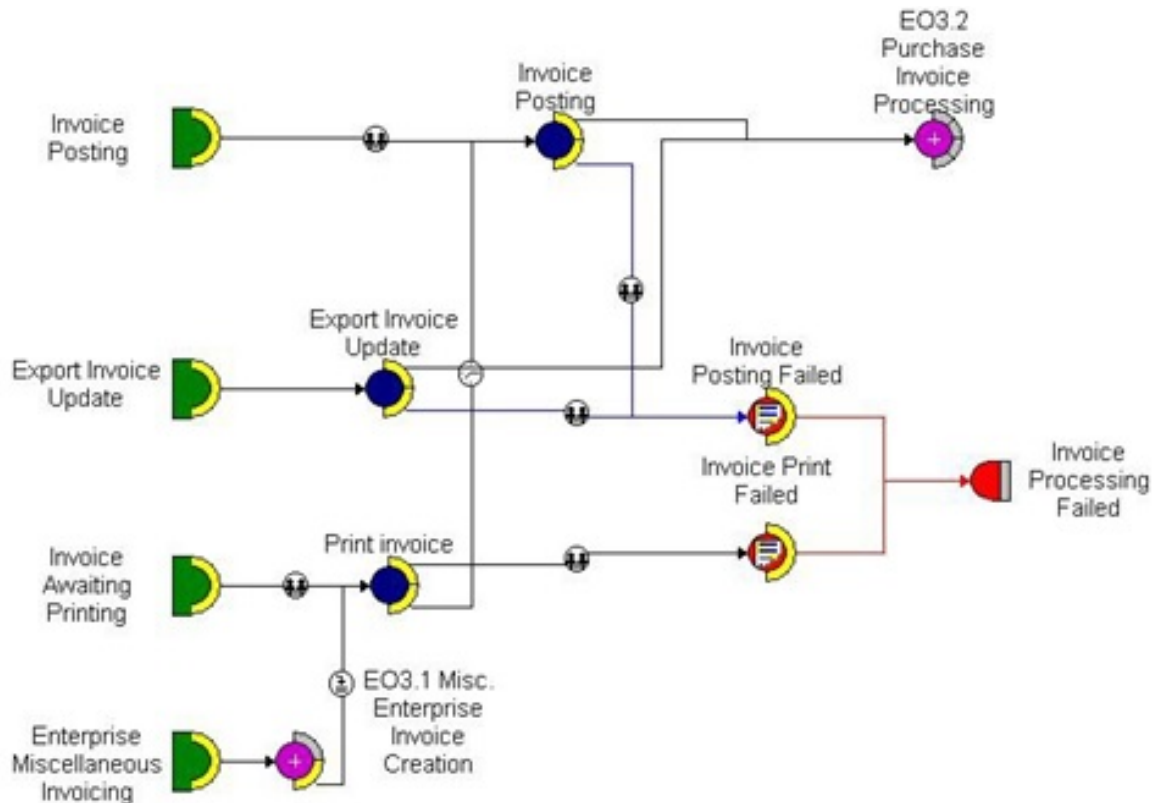 EO3.2
Purchase
Invoice
Processing
Invoice
Posting
Invoice
Posting
Export Invoice
Update
Invoice
Posting Failed
Export Invoice
Update
Invoice Print
Failed
Invoice
Processing
Failed
Print invoice
Invoice
Awaiting
Printing
EO3.1 Misc.
Enterprise
Invoice
Creation
Enterprise
Miscellaneous
Invoicing